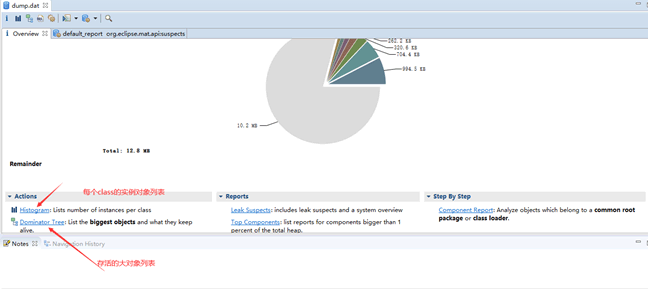 dump.dat
Overview
default_report org.eclipse.mat.api:suspects
320.6 KB
704.4 KB
994.5 KB
10.2 MB
Total: 12.8 MB
Remainder
每个class的实例对象列表
Actions
Histogram: Lists number of instances per class
Dominator Tree: List the biggest objects and what they keep
alive.
Reports
Leak Suspects: includes leak suspects and a system overview
Top Components: list reports for components bigger than 1
percent of the total heap.
Step By Step
Component Report: Analyze objects which belong to a common root
package or class loader.
Notes
Navigation History
存活的大对象列表